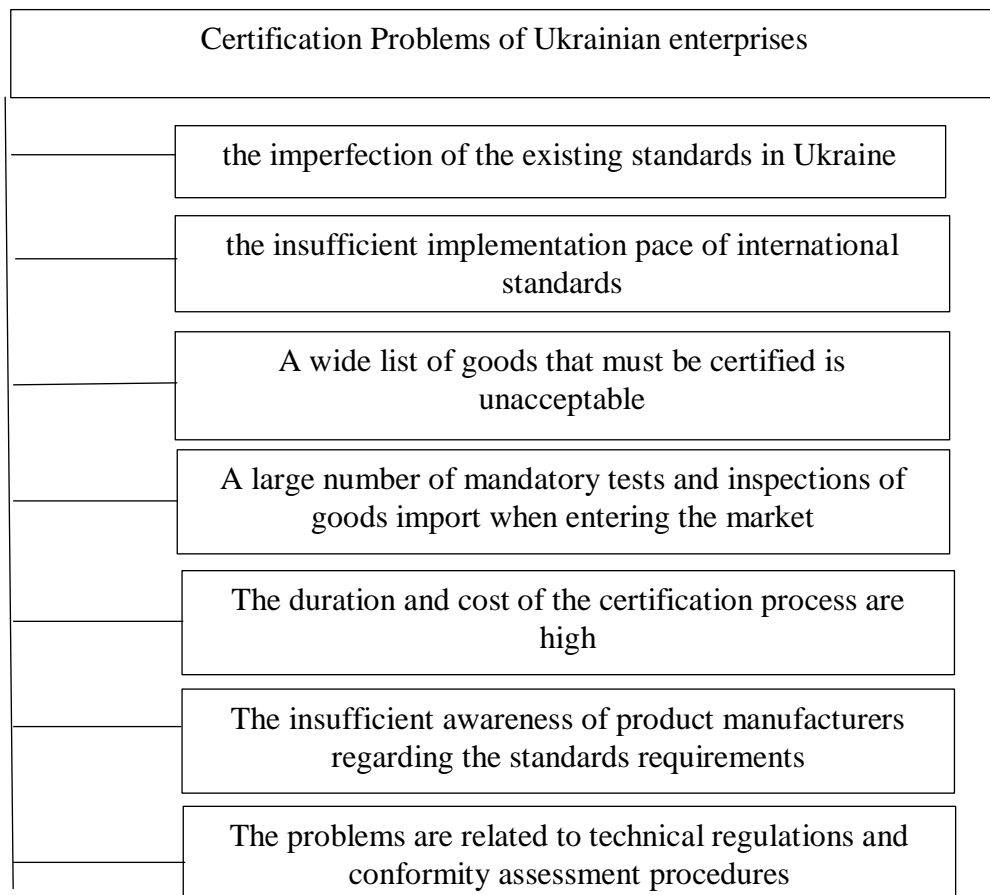 Certification Problems of Ukrainian enterprises
the imperfection of the existing standards in Ukraine
the insufficient implementation pace of international
standards
A wide list of goods that must be certified is
unacceptable
A large number of mandatory tests and inspections of
goods import when entering the market
The duration and cost of the certification process are
high
The insufficient awareness of product manufacturers
regarding the standards requirements
The problems are related to technical regulations and
conformity assessment procedures